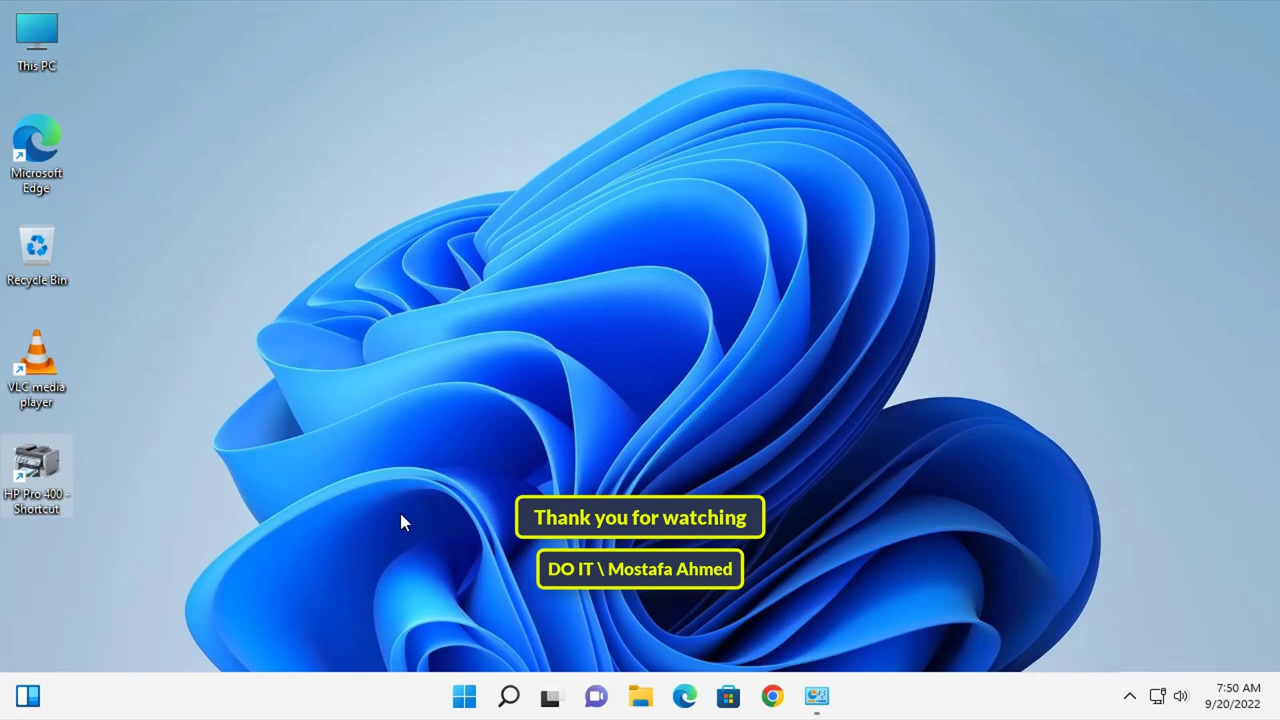 This PC
Microsoft
Edge
Recycle Bin
VLC media
player
HP Pro 400 -
Shortcut
Thank you for watching
DO IT \ Mostafa Ahmed
7:50 AM
9/20/2022